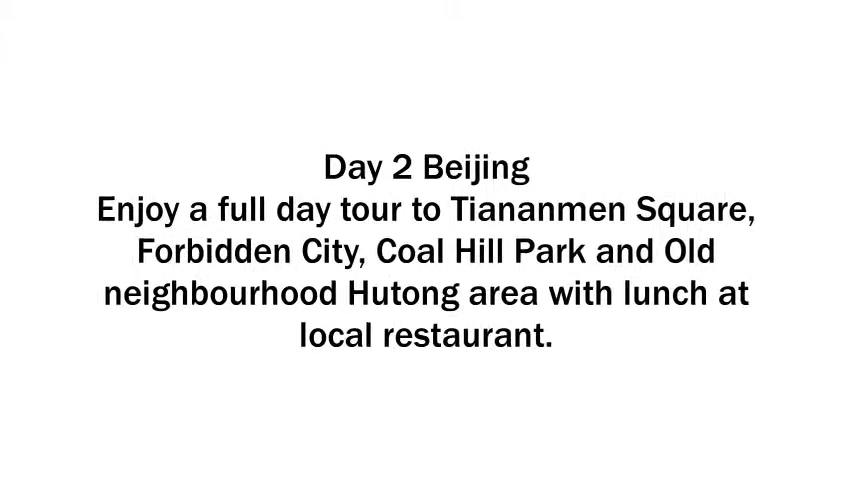 Day 2 Beijing
Enjoy a full day tour to Tiananmen Square,
Forbidden City, Coal Hill Park and Old
neighbourhood Hutong area with lunch at
local restaurant.